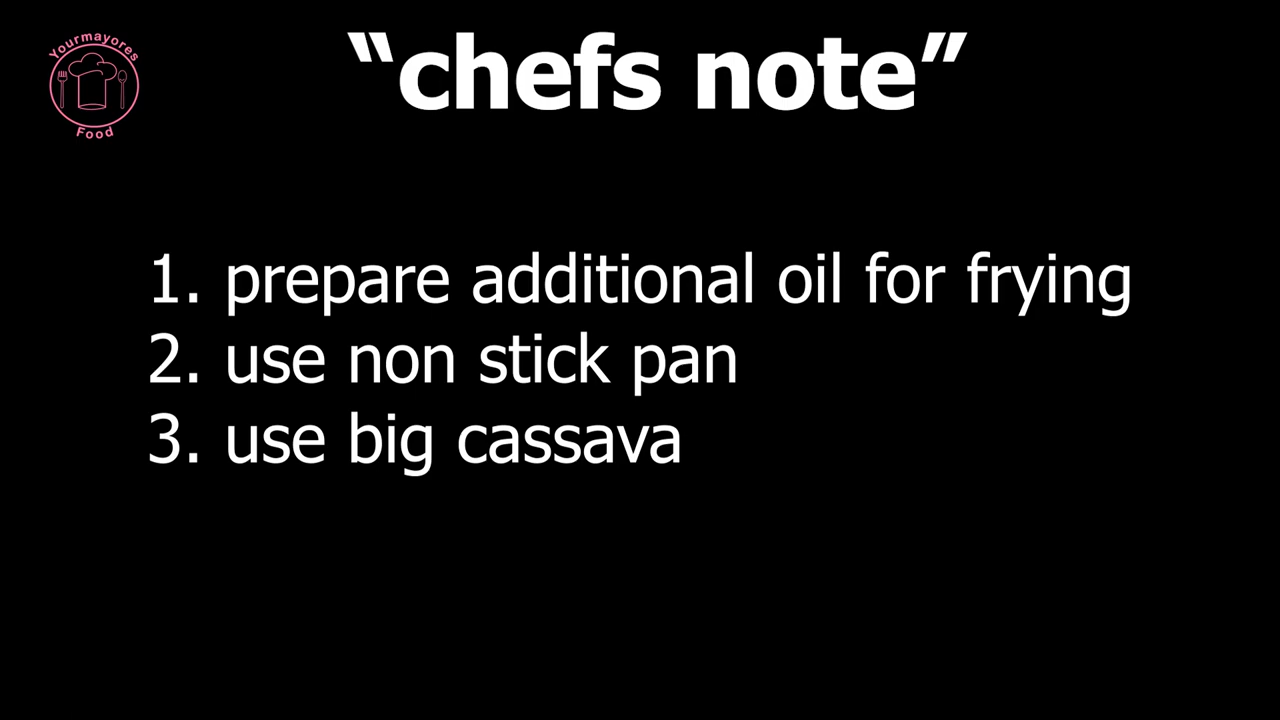 Yourmayores
Food
“chefs note”
1. prepare additional oil for frying
2. use non stick pan
3. use big cassava